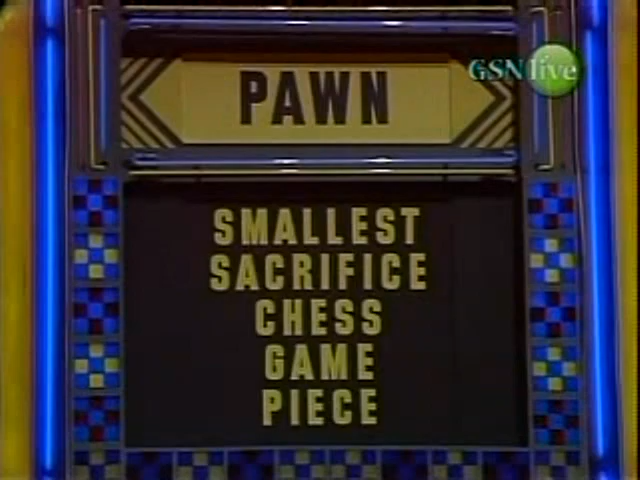 GSN live
PAWN
SMALLEST
SACRIFICE
CHESS
GAME
PIECE